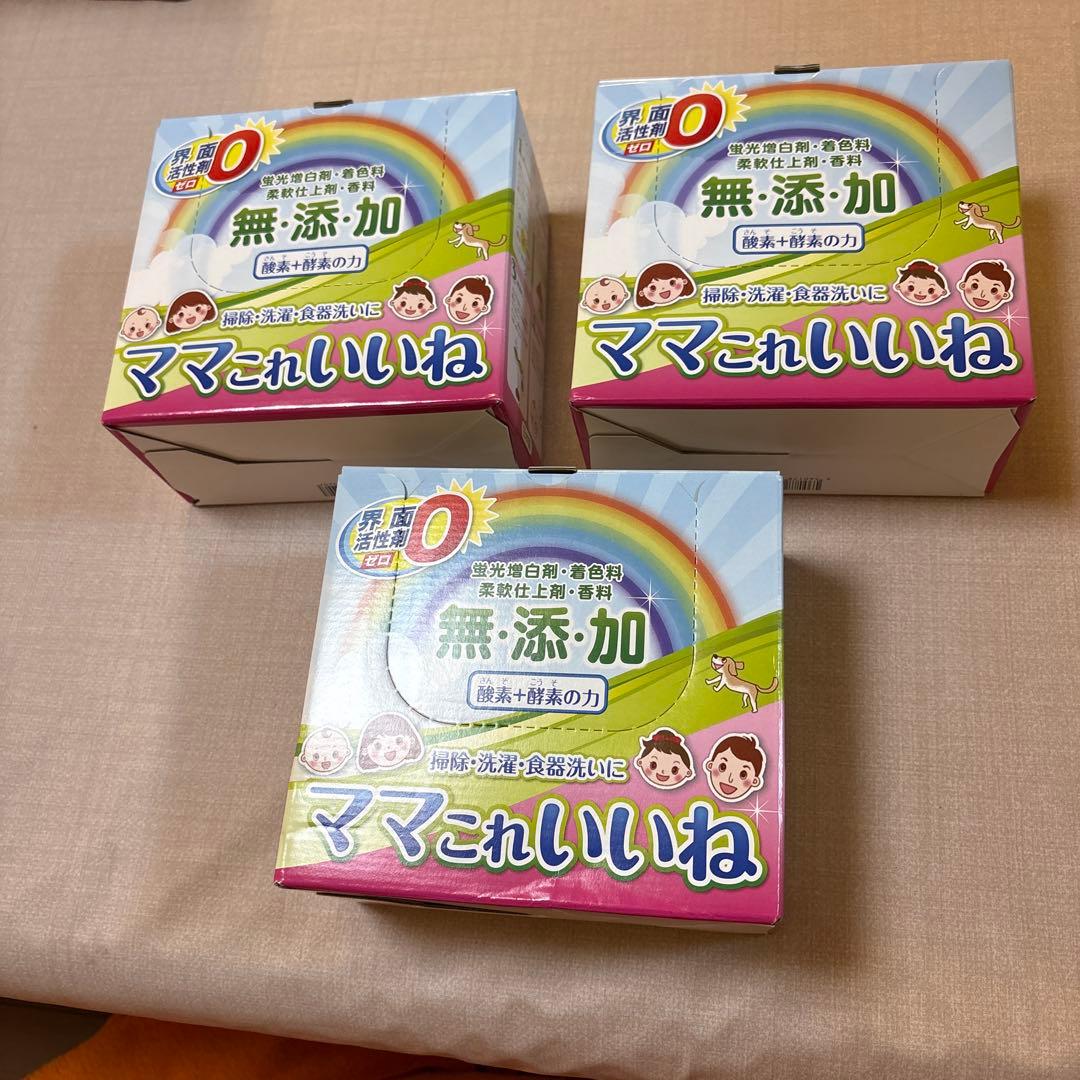 界面
活性剤
ゼロ
0
蛍光増白剤・着色料
柔軟仕上剤・香料
無・添・加
さんそ こうそ
酸素+酵素の力
掃除・洗濯・食器洗いに
ママこれいいね
界面
活性剤
ゼロ
0
蛍光増白剤・着色料
柔軟仕上剤・香料
無・添・加
さんそ こうそ
酸素+酵素の力
掃除・洗濯・食器洗いに
ママこれいいね
界面
活性剤
ゼロ
0
蛍光増白剤・着色料
柔軟仕上剤・香料
無・添・加
さんそ こうそ
酸素+酵素の力
掃除・洗濯・食器洗いに
ママこれいいね